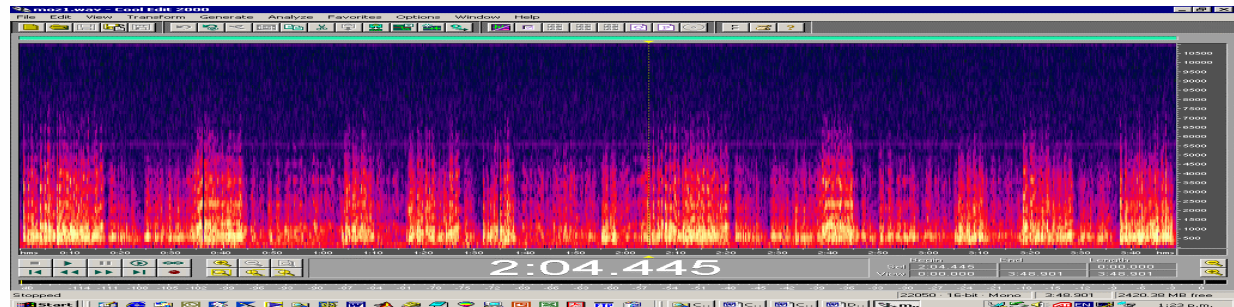 moz1.wav - Cool Edit 2000
File Edit View Transform Generate Analyze Favorites Options Window Help
F ?
10500
10000
9500
9000
8500
8000
7500
7000
6500
6000
5500
5000
4500
4000
3500
3000
2500
2000
1500
1000
500
hms 0:10 0:20 0:30 0:40 0:50 1:00 1:10 1:20 1:30 1:40 1:50 2:00 2:10 2:20 2:30 2:40 2:50 3:00 3:10 3:20 3:30 3:40 hms
2:04.445
Begin End Length
Sel 2:04.445 0:00.000
View 0:00.000 3:48.901 3:48.901
Stopped 22050 · 16-bit · Mono 3:48.901 2420.38 MB free
Start EN 1:23 p.m.